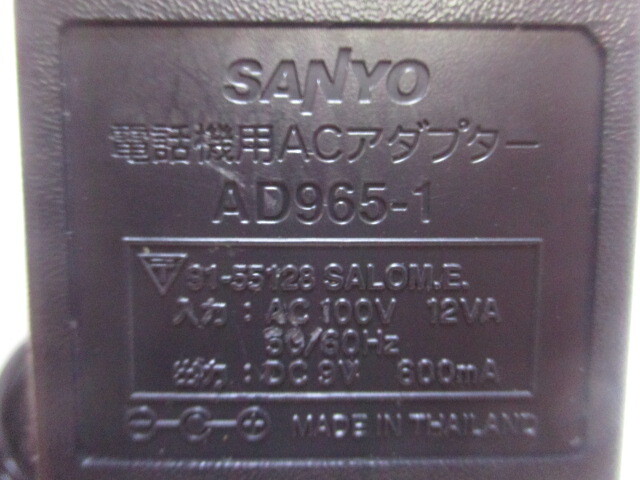 SANYO
電話機用ACアダプター
AD965-1
91-55128 SALOM.E.
入力 : AC 100V 12VA
50/60Hz
出力 : DC 9V 600mA
MADE IN THAILAND